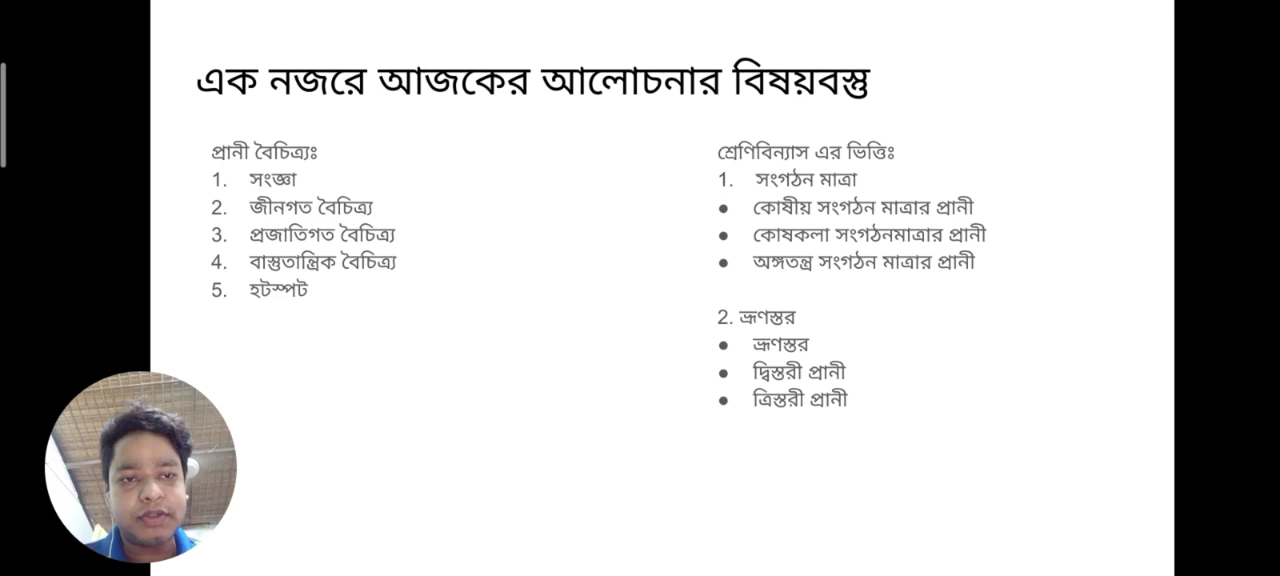 এক নজরে আজকের আলোচনার বিষয়বস্তু
প্রানী বৈচিত্র্যঃ
1. সংজ্ঞা
2. জীনগত বৈচিত্র্য
3. প্রজাতিগত বৈচিত্র্য
4. বাস্তুতান্ত্রিক বৈচিত্র্য
5. হটস্পট
শ্রেণিবিন্যাস এর ভিত্তিঃ
1. সংগঠন মাত্রা
● কোষীয় সংগঠন মাত্রার প্রানী
● কোষকলা সংগঠনমাত্রার প্রানী
● অঙ্গতন্ত্র সংগঠন মাত্রার প্রানী
2. ভ্রূণস্তর
● ভ্রূণস্তর
● দ্বিস্তরী প্রানী
● ত্রিস্তরী প্রানী